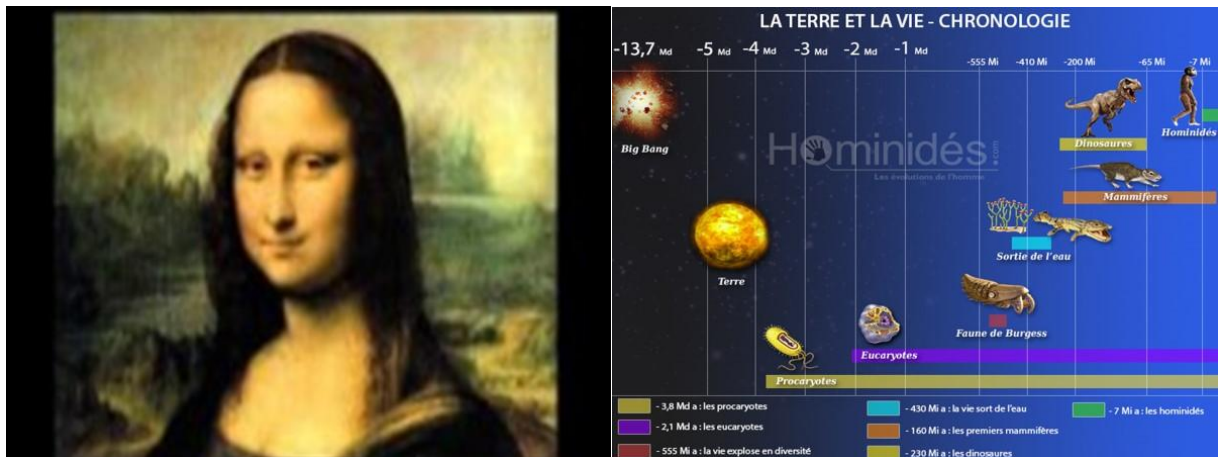 LA TERRE ET LA VIE - CHRONOLOGIE
-13,7 Md -5 Md -4 Md -3 Md -2 Md -1 Md
-555 Mi -410 Mi -200 Mi -65 Mi -7 Mi
Big Bang
Hominidés.com
Les évolutions de l'homme
Dinosaures
Hominidés
Mammifères
Sortie de l'eau
Terre
Faune de Burgess
Eucaryotes
Procaryotes
- 3,8 Md a : les procaryotes
- 2,1 Md a : les eucaryotes
- 555 Mi a : la vie explose en diversité
- 430 Mi a : la vie sort de l'eau
- 160 Mi a : les premiers mammifères
- 230 Mi a : les dinosaures
- 7 Mi a : les hominidés